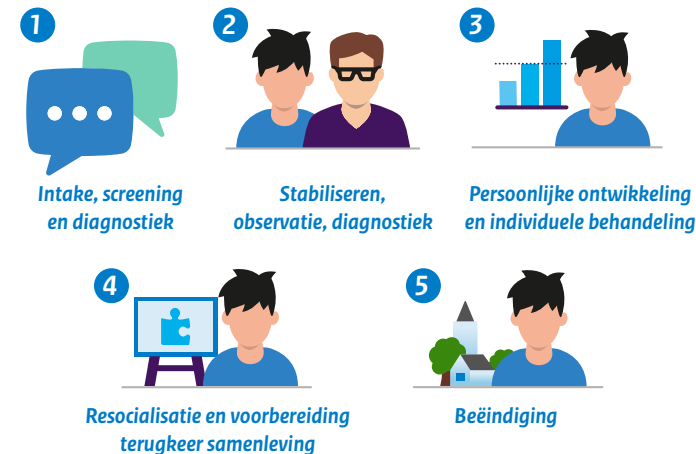 1
Intake, screening
en diagnostiek
2
Stabiliseren,
observatie, diagnostiek
3
Persoonlijke ontwikkeling
en individuele behandeling
4
Resocialisatie en voorbereiding
terugkeer samenleving
5
Beëindiging